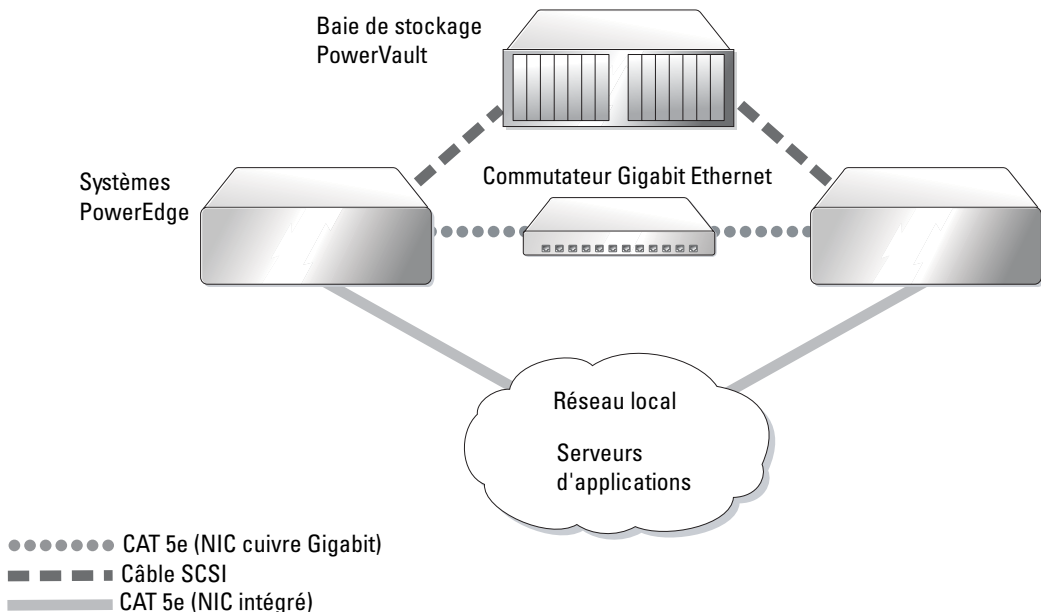 Baie de stockage
PowerVault
Systèmes
PowerEdge
Commutateur Gigabit Ethernet
Réseau local
Serveurs
d'applications
CAT 5e (NIC cuivre Gigabit)
Câble SCSI
CAT 5e (NIC intégré)